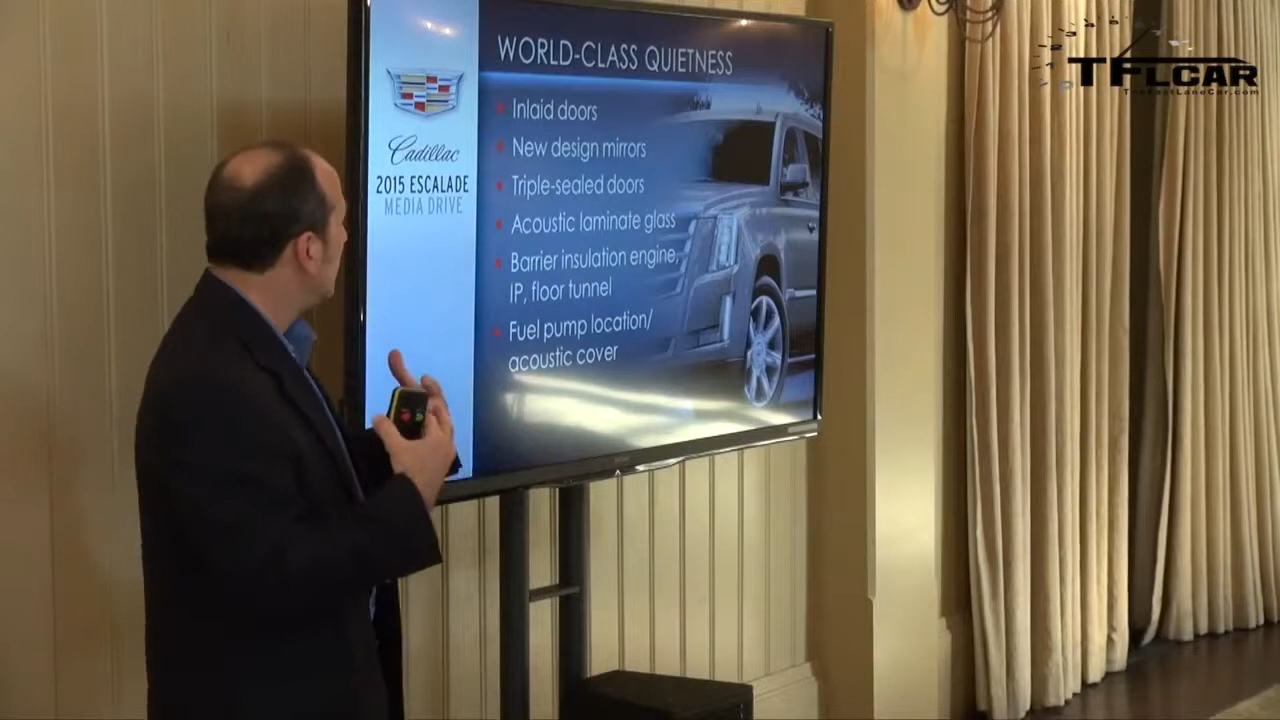 WORLD-CLASS QUIETNESS
Cadillac
2015 ESCALADE
MEDIA DRIVE
Inlaid doors
New design mirrors
Triple-sealed doors
Acoustic laminate glass
Barrier insulation engine,
IP, floor tunnel
Fuel pump location/
acoustic cover
TFLCAR
TheFastLaneCar.com